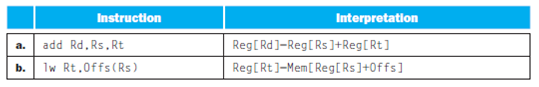 Instruction Interpretation
a. add Rd,Rs,Rt Reg[Rd]=Reg[Rs]+Reg[Rt]
b. lw Rt,Offs(Rs) Reg[Rt]=Mem[Reg[Rs]+Offs]